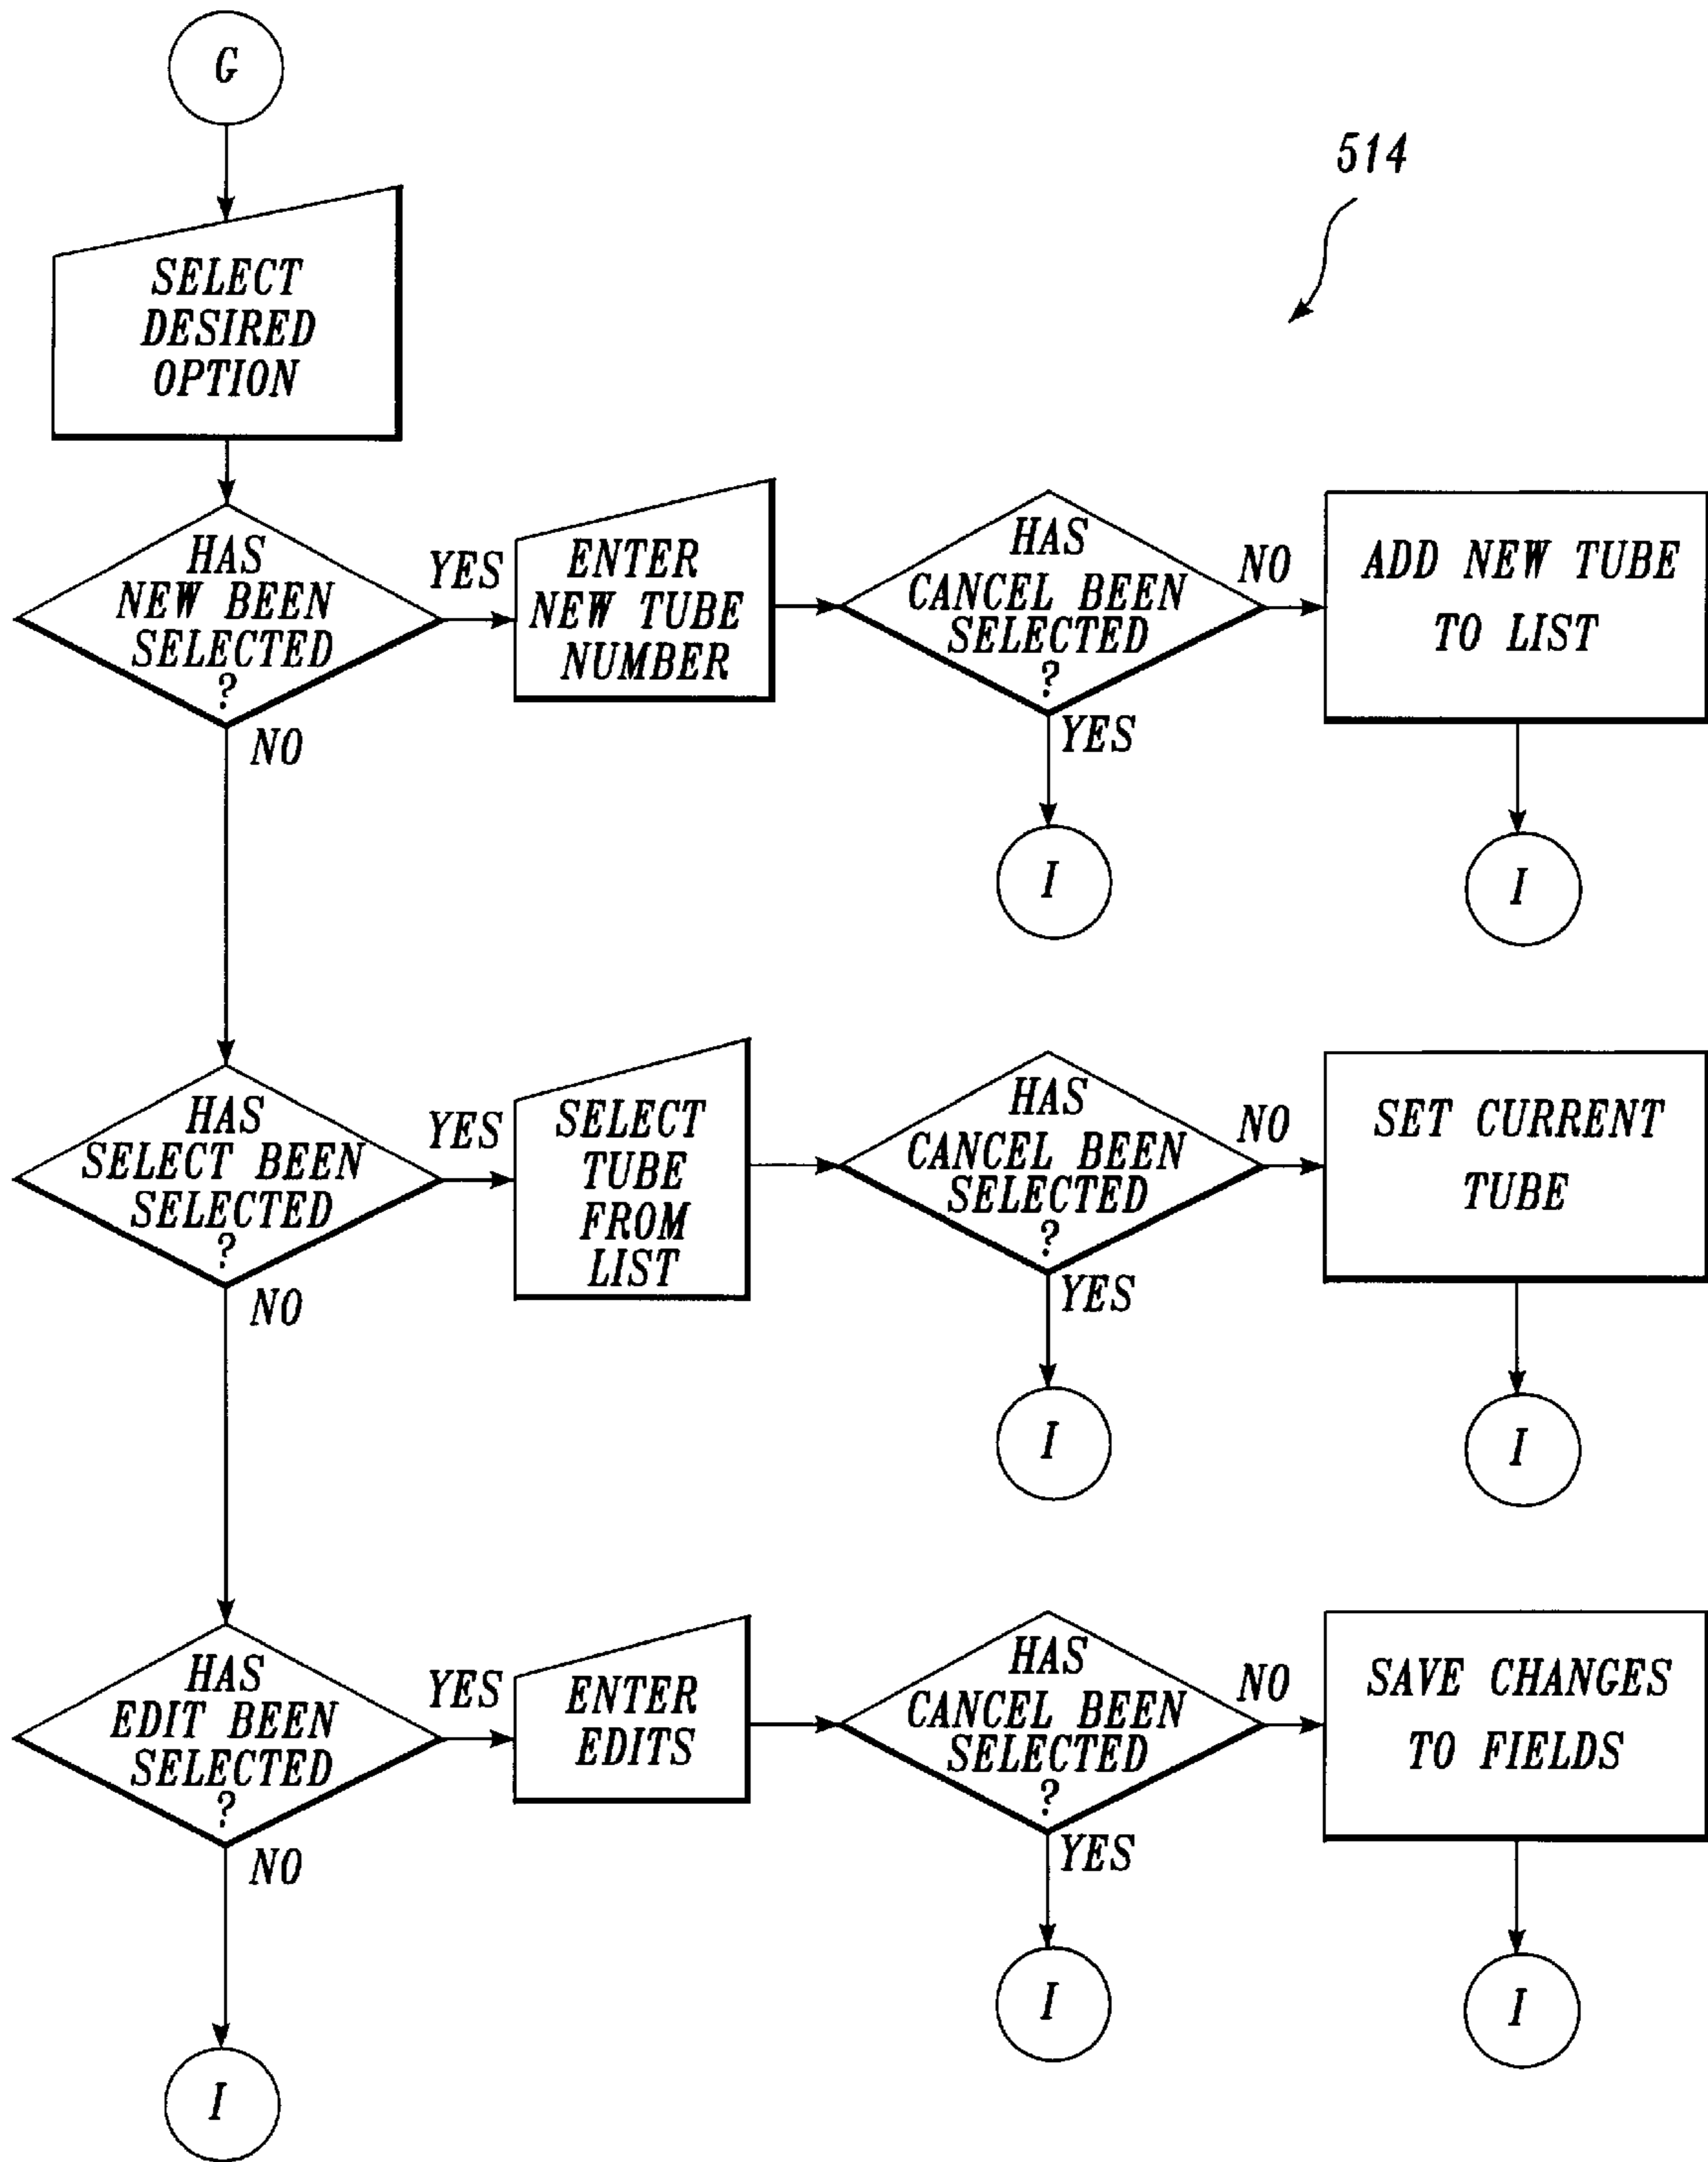 G
514
SELECT
DESIRED
OPTION
HAS
NEW BEEN
SELECTED
?
YES
NO
ENTER
NEW TUBE
NUMBER
HAS
CANCEL BEEN
SELECTED
?
NO
YES
ADD NEW TUBE
TO LIST
I
I
HAS
SELECT BEEN
SELECTED
?
YES
NO
SELECT
TUBE
FROM
LIST
HAS
CANCEL BEEN
SELECTED
?
NO
YES
SET CURRENT
TUBE
I
I
HAS
EDIT BEEN
SELECTED
?
YES
NO
ENTER
EDITS
HAS
CANCEL BEEN
SELECTED
?
NO
YES
SAVE CHANGES
TO FIELDS
I
I
I